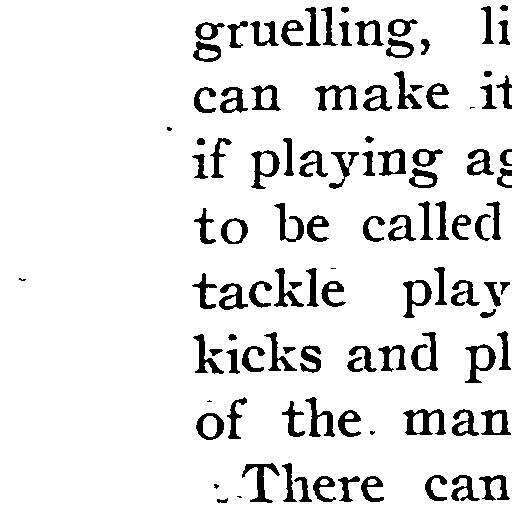 gruelling, li
can make it
if playing ag
to be called
tackle play
kicks and pl
of the man
There can